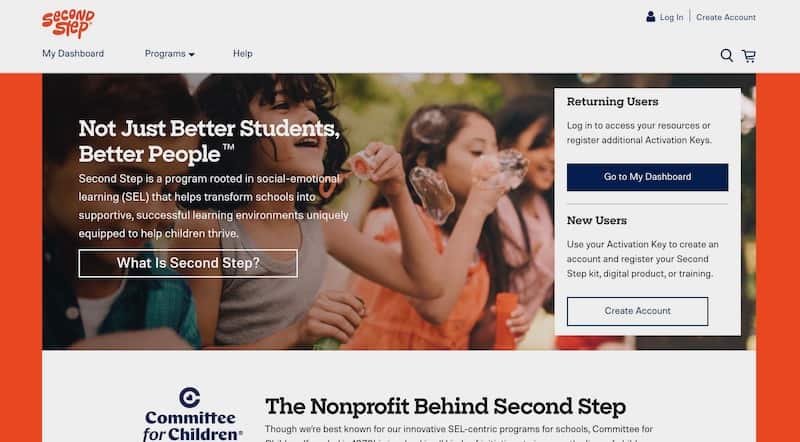 SECOND
STEP®
Log In | Create Account
My Dashboard Programs Help
Not Just Better Students,
Better People™
Second Step is a program rooted in social-emotional
learning (SEL) that helps transform schools into
supportive, successful learning environments uniquely
equipped to help children thrive.
What Is Second Step?
Returning Users
Log in to access your resources or
register additional Activation Keys.
Go to My Dashboard
New Users
Use your Activation Key to create an
account and register your Second
Step kit, digital product, or training.
Create Account
Committee
for Children®
The Nonprofit Behind Second Step
Though we're best known for our innovative SEL-centric programs for schools, Committee for